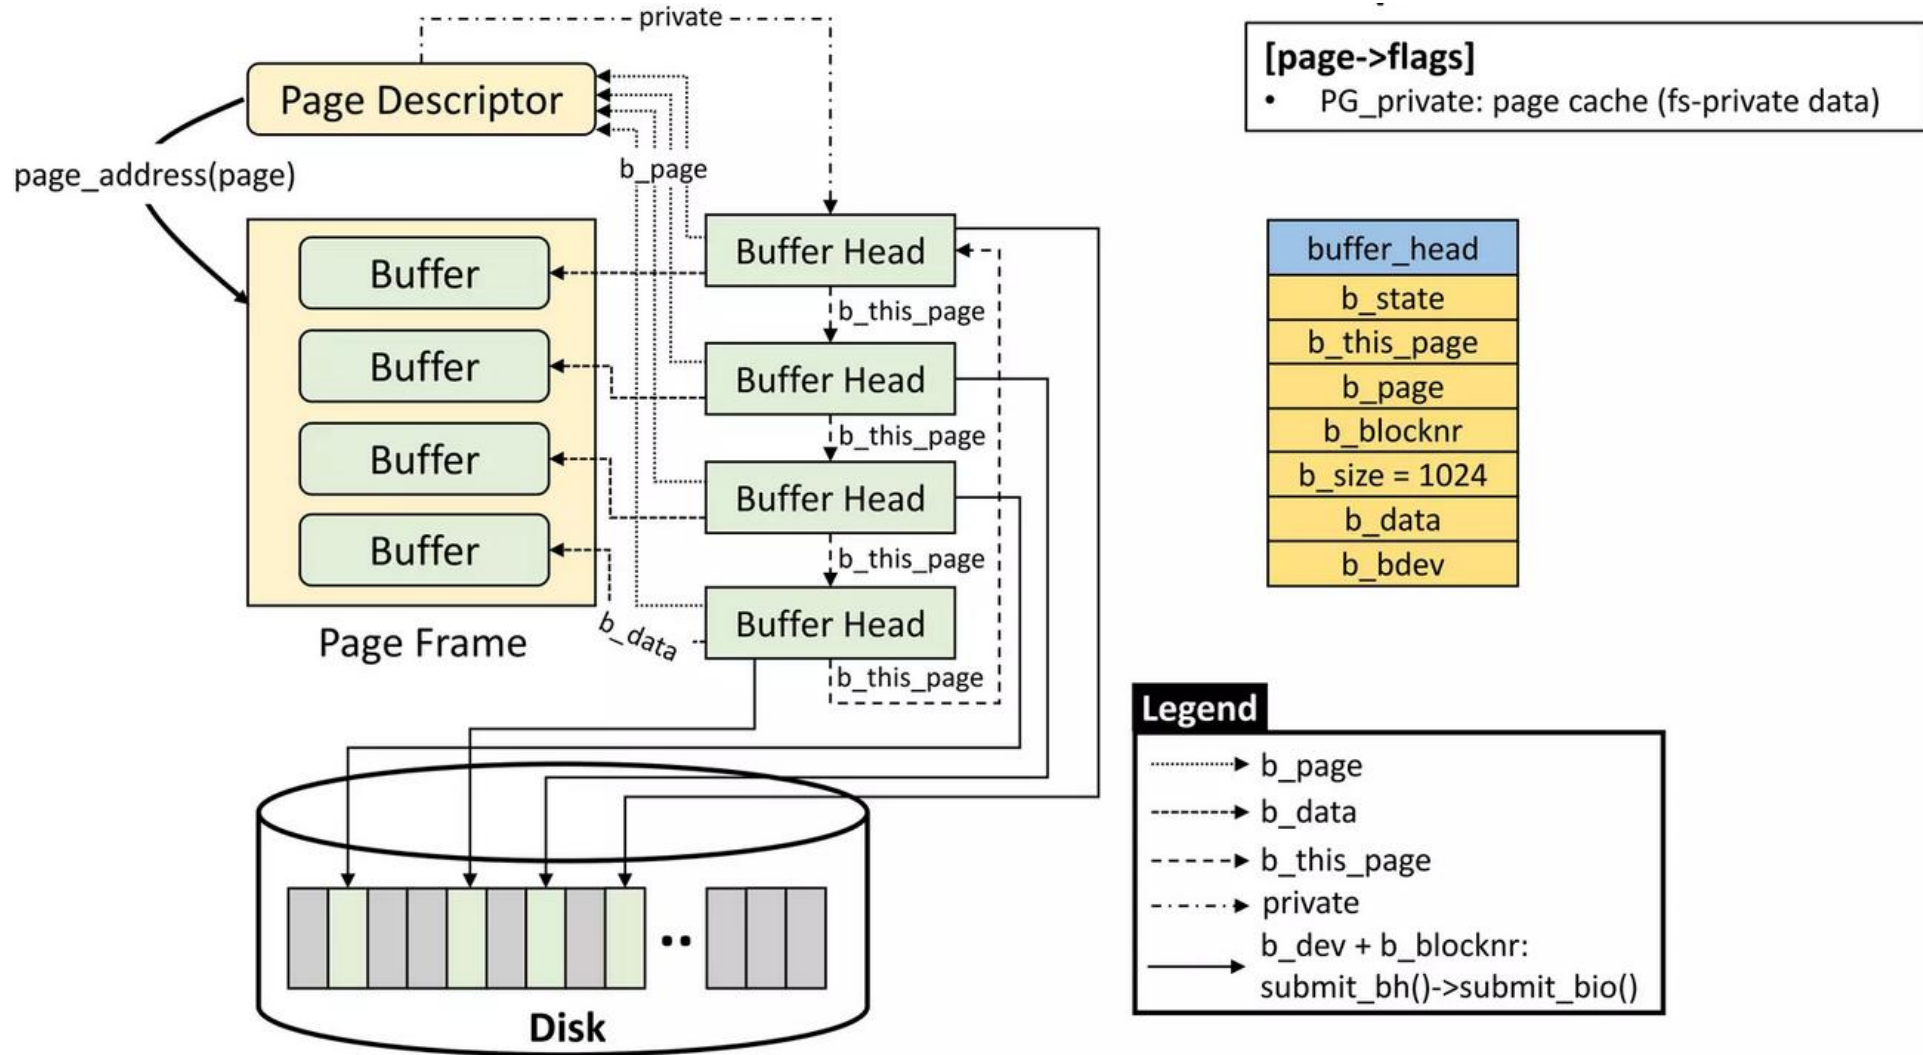 private
[page->flags]
• PG_private: page cache (fs-private data)
Page Descriptor
page_address(page)
b_page
Buffer
Buffer
Buffer
Buffer
Page Frame
Buffer Head
b_this_page
Buffer Head
b_this_page
Buffer Head
b_this_page
Buffer Head
b_this_page
b_data
buffer_head
b_state
b_this_page
b_page
b_blocknr
b_size = 1024
b_data
b_bdev
Disk
Legend
b_page
b_data
b_this_page
private
b_dev + b_blocknr:
submit_bh()->submit_bio()